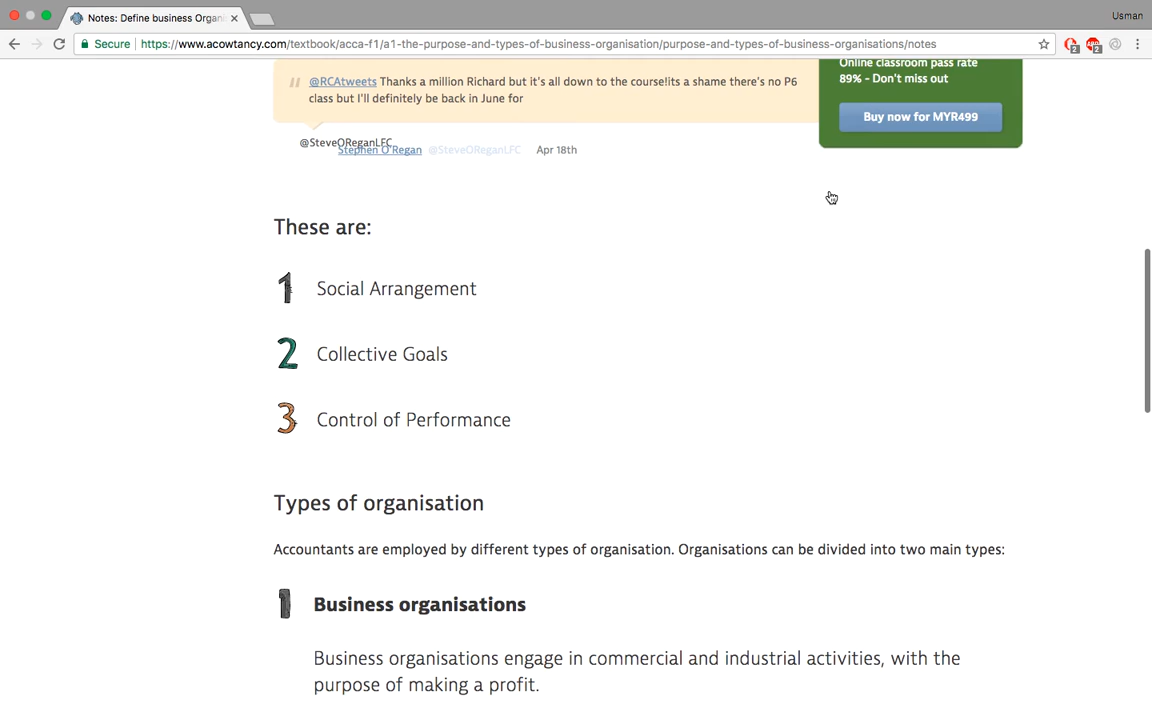 Notes: Define business Organi
Usman
Secure
https://www.acowtancy.com/textbook/acca-f1/a1-the-purpose-and-types-of-business-organisation/purpose-and-types-of-business-organisations/notes
2
2
@RCAtweets Thanks a million Richard but it's all down to the course!its a shame there's no P6
class but I'll definitely be back in June for
@SteveOReganLFC
Stephen O'Regan @SteveOReganLFC Apr 18th
Online classroom pass rate
89% - Don't miss out
Buy now for MYR499
These are:
1 Social Arrangement
2 Collective Goals
3 Control of Performance
Types of organisation
Accountants are employed by different types of organisation. Organisations can be divided into two main types:
1 Business organisations
Business organisations engage in commercial and industrial activities, with the
purpose of making a profit.